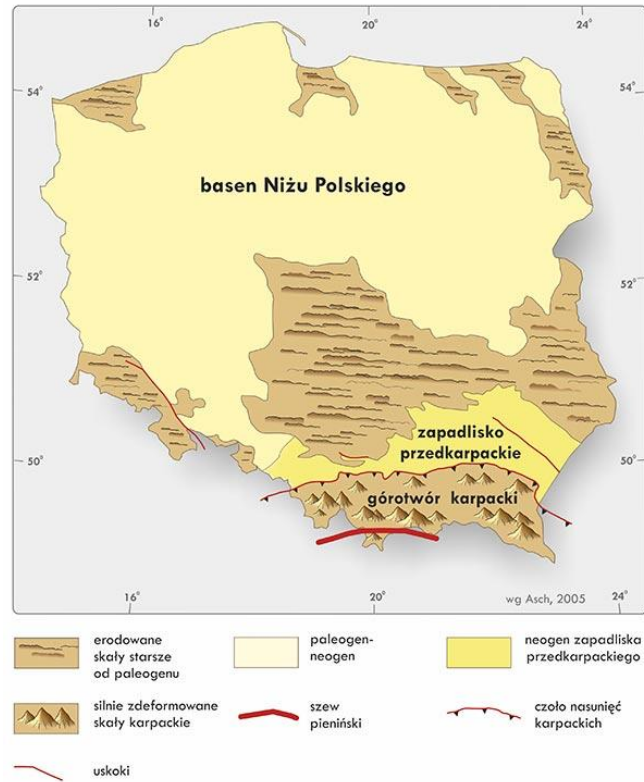 16°
20°
24°
54°
54°
basen Niżu Polskiego
52°
52°
zapadlisko
przedkarpackie
50°
50°
górotwór karpacki
wg Asch, 2005
16°
20°
24°
erodowane
skały starsze
od paleogenu
paleogen-
neogen
neogen zapadliska
przedkarpackiego
silnie zdeformowane
skały karpackie
szew
pieniński
czoło nasunięć
karpackich
uskoki